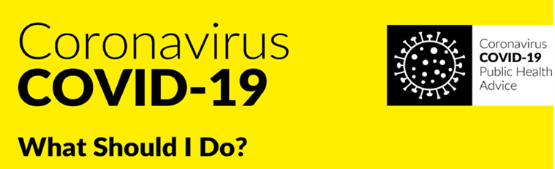 Coronavirus
COVID-19
What Should I Do?
Coronavirus
COVID-19
Public Health
Advice